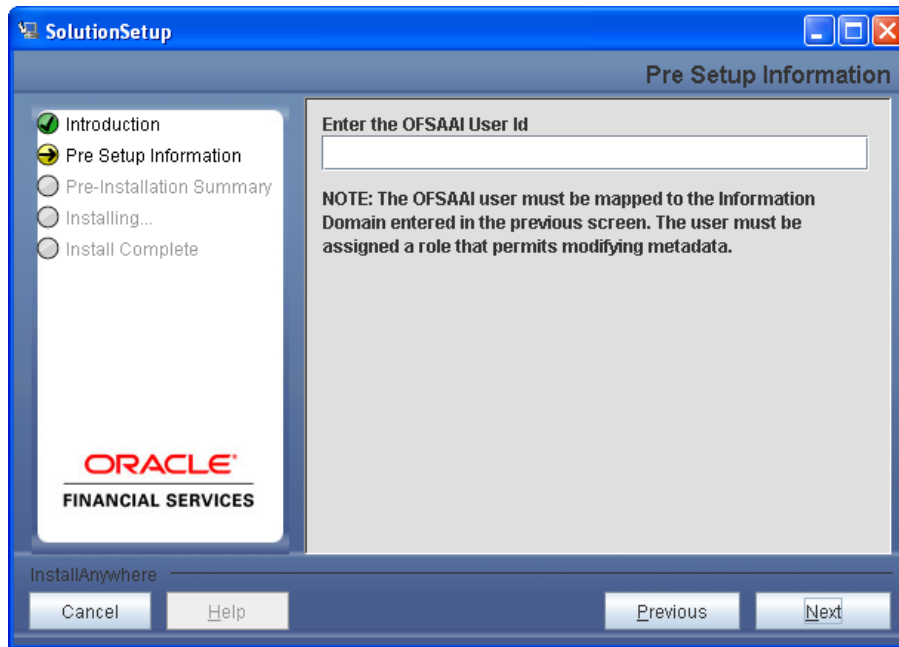 SolutionSetup
Pre Setup Information
Introduction
Pre Setup Information
Pre-Installation Summary
Installing...
Install Complete
ORACLE
FINANCIAL SERVICES
Enter the OFSAAI User Id
NOTE: The OFSAAI user must be mapped to the Information
Domain entered in the previous screen. The user must be
assigned a role that permits modifying metadata.
InstallAnywhere
Cancel
Help
Previous
Next